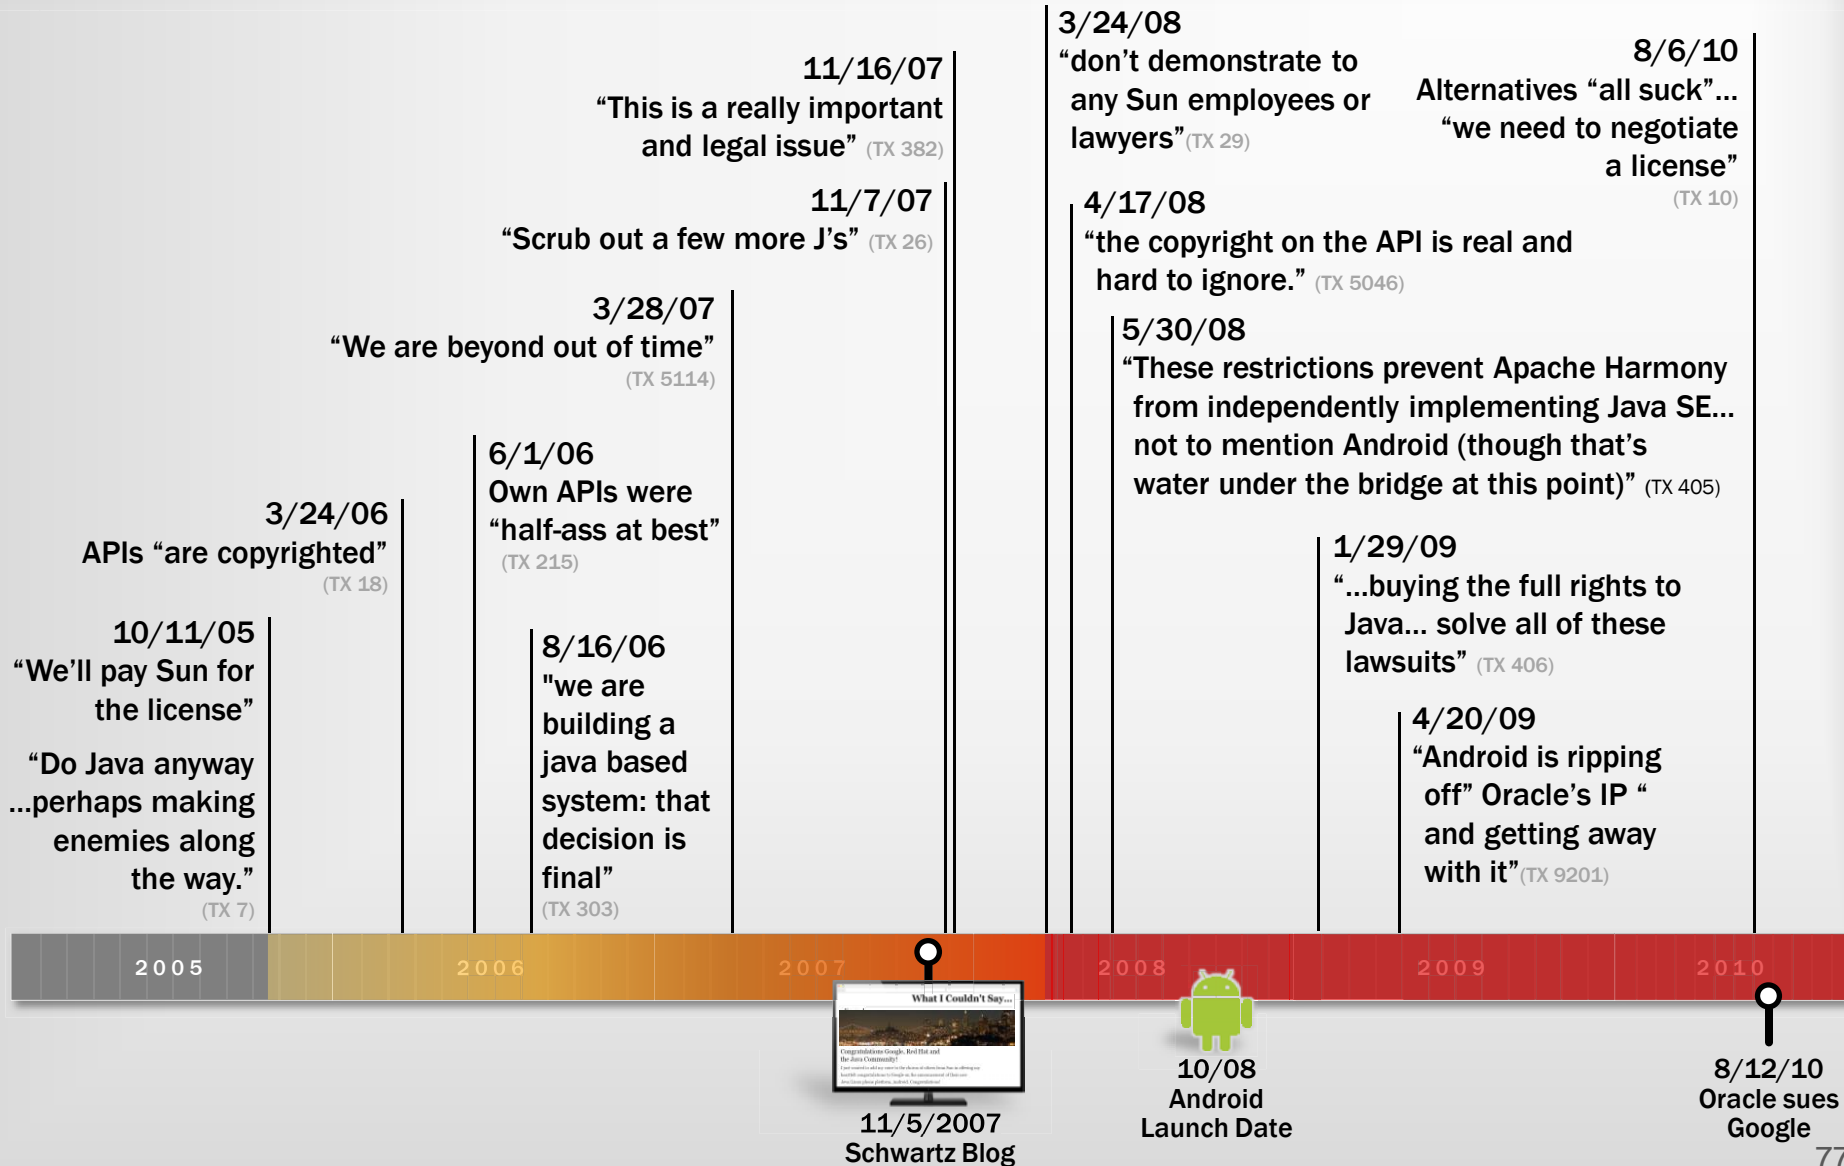 3/24/08
“don’t demonstrate to
any Sun employees or
lawyers”(TX 29)
8/6/10
Alternatives “all suck”...
“we need to negotiate
a license”
(TX 10)
11/16/07
“This is a really important
and legal issue” (TX 382)
11/7/07
“Scrub out a few more J’s” (TX 26)
4/17/08
“the copyright on the API is real and
hard to ignore.” (TX 5046)
3/28/07
“We are beyond out of time”
(TX 5114)
5/30/08
“These restrictions prevent Apache Harmony
from independently implementing Java SE...
not to mention Android (though that’s
water under the bridge at this point)” (TX 405)
6/1/06
Own APIs were
“half-ass at best”
(TX 215)
3/24/06
APIs “are copyrighted”
(TX 18)
1/29/09
“...buying the full rights to
Java... solve all of these
lawsuits” (TX 406)
10/11/05
“We’ll pay Sun for
the license”
“Do Java anyway
...perhaps making
enemies along
the way.”
(TX 7)
8/16/06
"we are
building a
java based
system: that
decision is
final”
(TX 303)
4/20/09
“Android is ripping
off” Oracle’s IP “
and getting away
with it”(TX 9201)
2005
2006
2007
2008
2009
2010
What I Couldn't Say...
Congratulations Google, Red Hat and
the Java Community!
11/5/2007
Schwartz Blog
10/08
Android
Launch Date
8/12/10
Oracle sues
Google
77